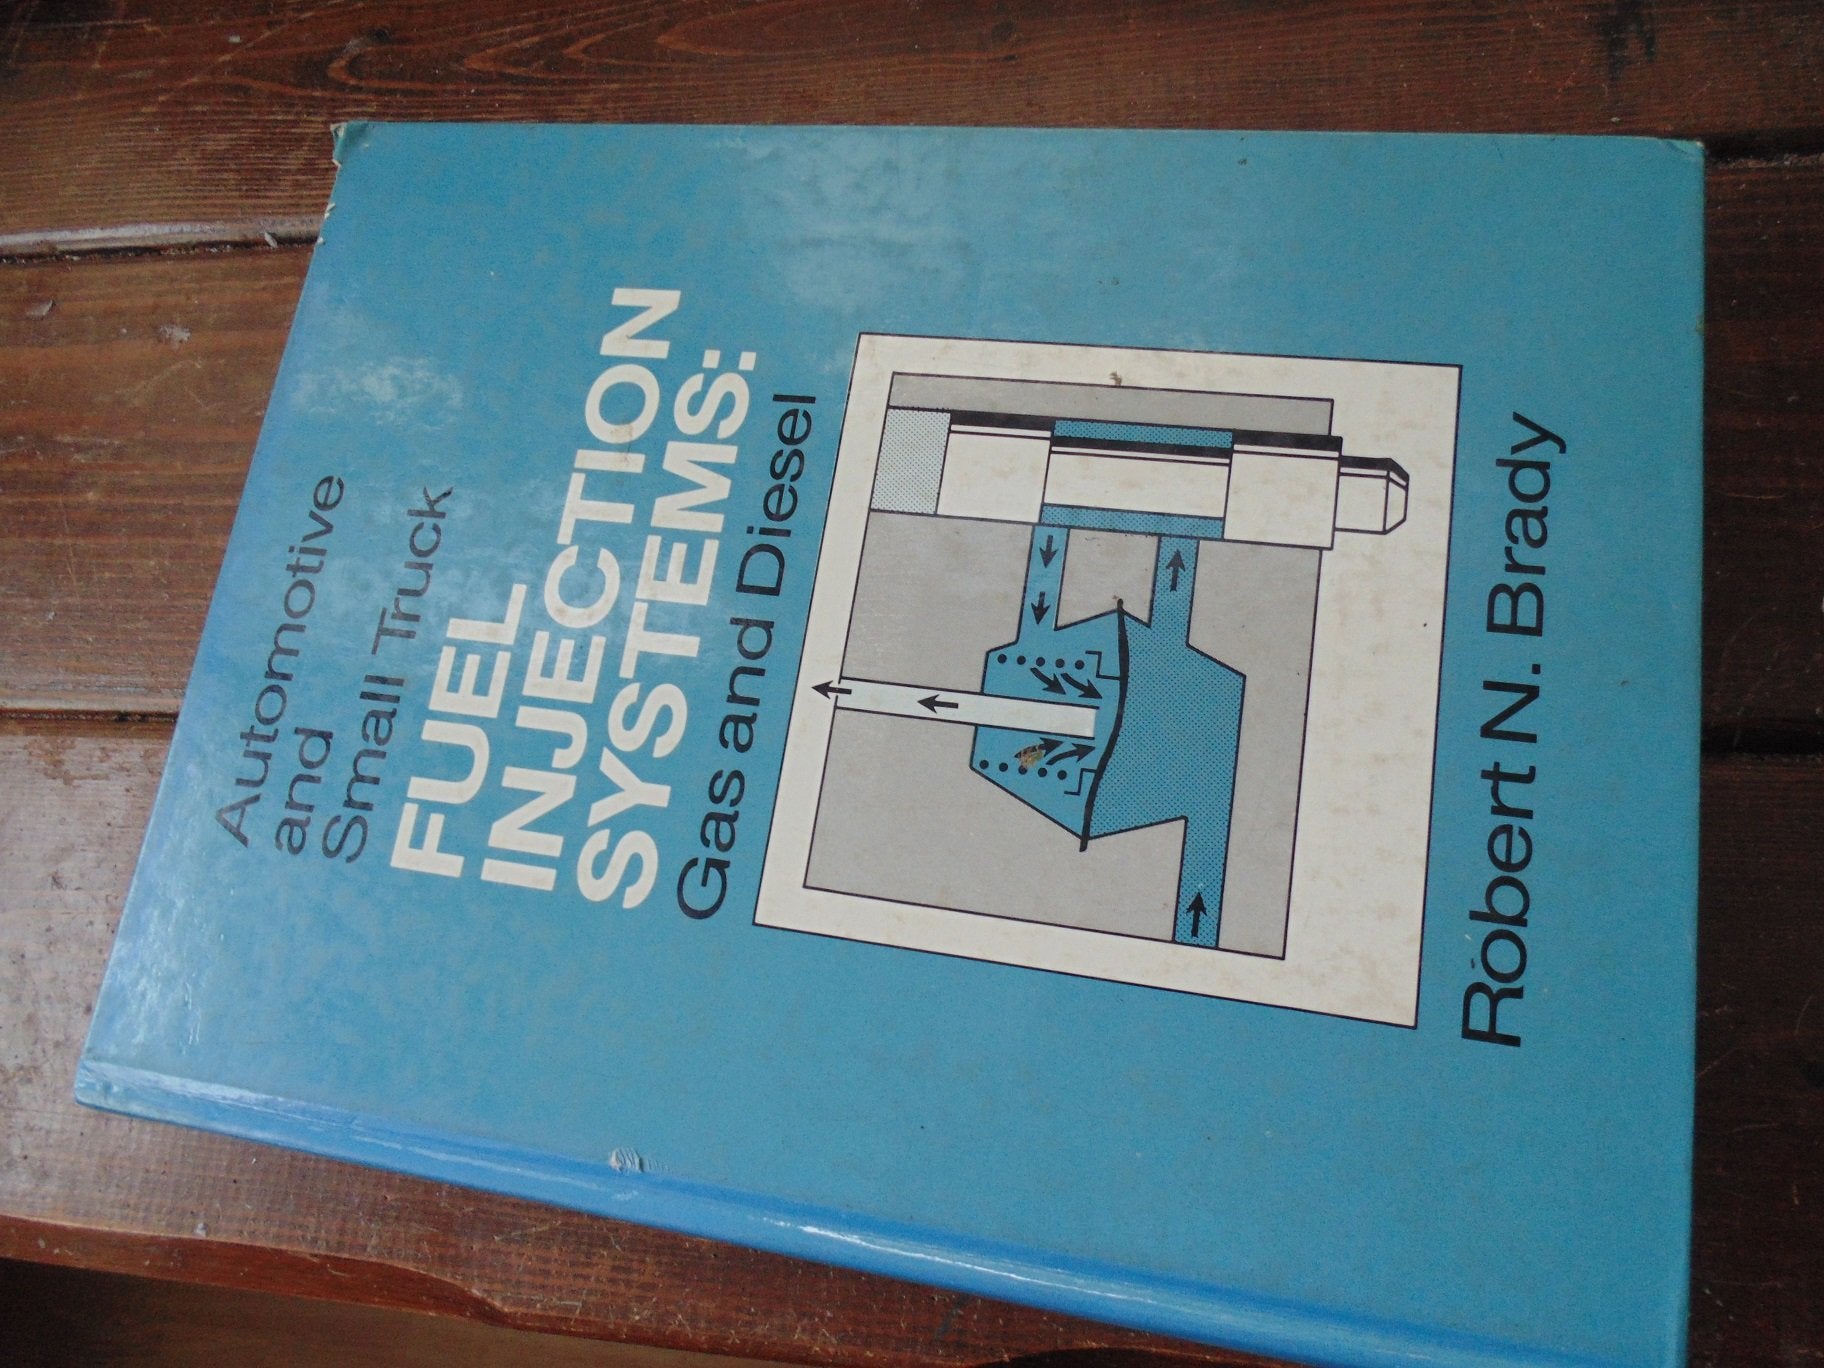 Automotive
and
Small Truck
FUEL
INJECTION
SYSTEMS:
Gas and Diesel
Robert N. Brady